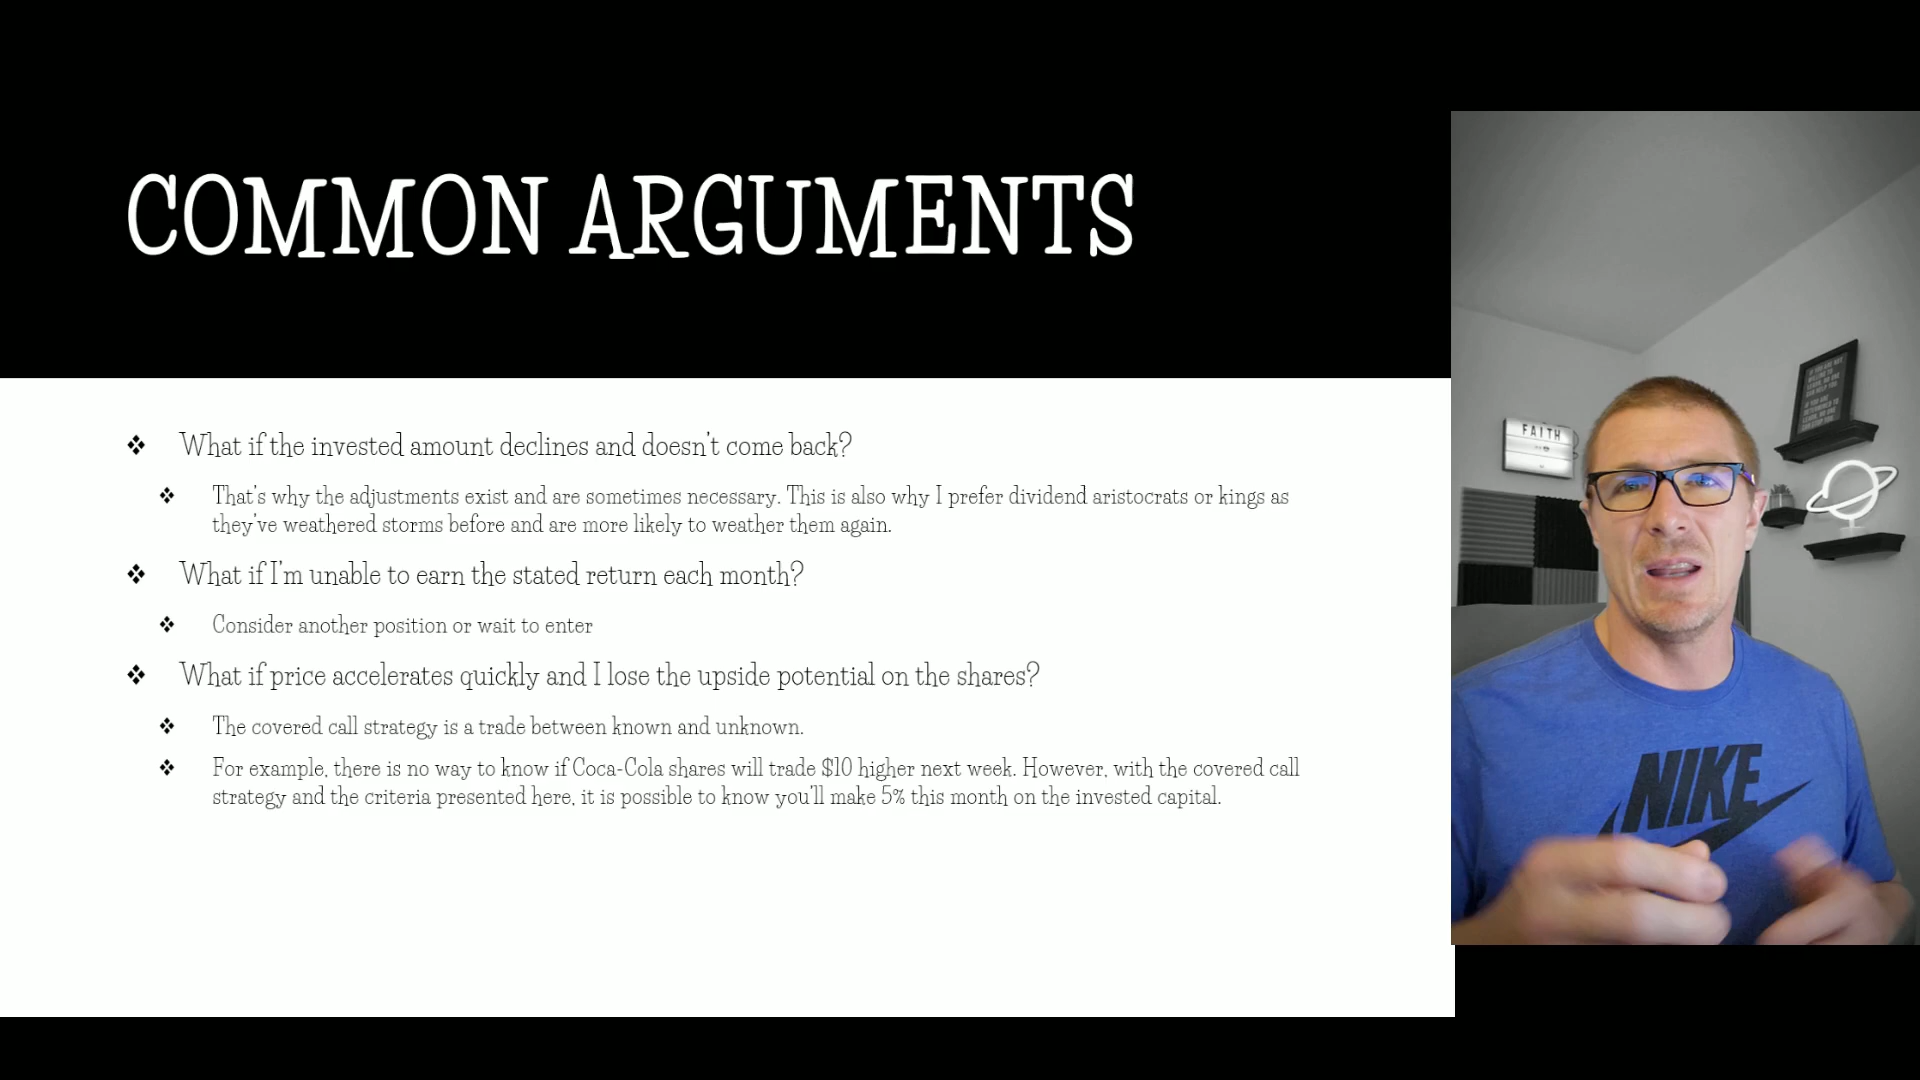 COMMON ARGUMENTS
What if the invested amount declines and doesn't come back?
That's why the adjustments exist and are sometimes necessary. This is also why I prefer dividend aristocrats or kings as
they've weathered storms before and are more likely to weather them again.
What if I'm unable to earn the stated return each month?
Consider another position or wait to enter
What if price accelerates quickly and I lose the upside potential on the shares?
The covered call strategy is a trade between known and unknown.
For example, there is no way to know if Coca-Cola shares will trade $10 higher next week. However, with the covered call
strategy and the criteria presented here, it is possible to know you'll make 5% this month on the invested capital.
FAITH
NIKE